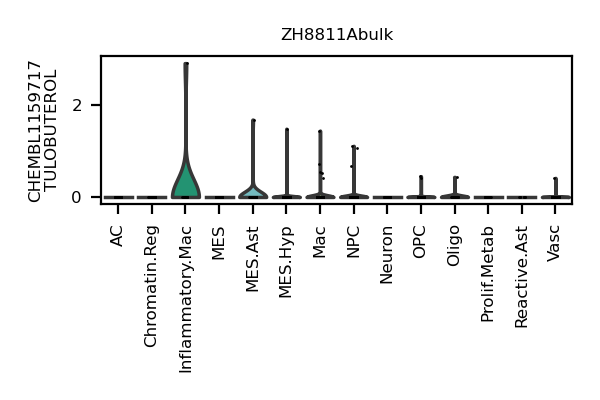 ZH8811Abulk
CHEMBL1159717
TULOBUTEROL
2
0
AC
Chromatin.Reg
Inflammatory.Mac
MES
MES.Ast
MES.Hyp
Mac
NPC
Neuron
OPC
Oligo
Prolif.Metab
Reactive.Ast
Vasc